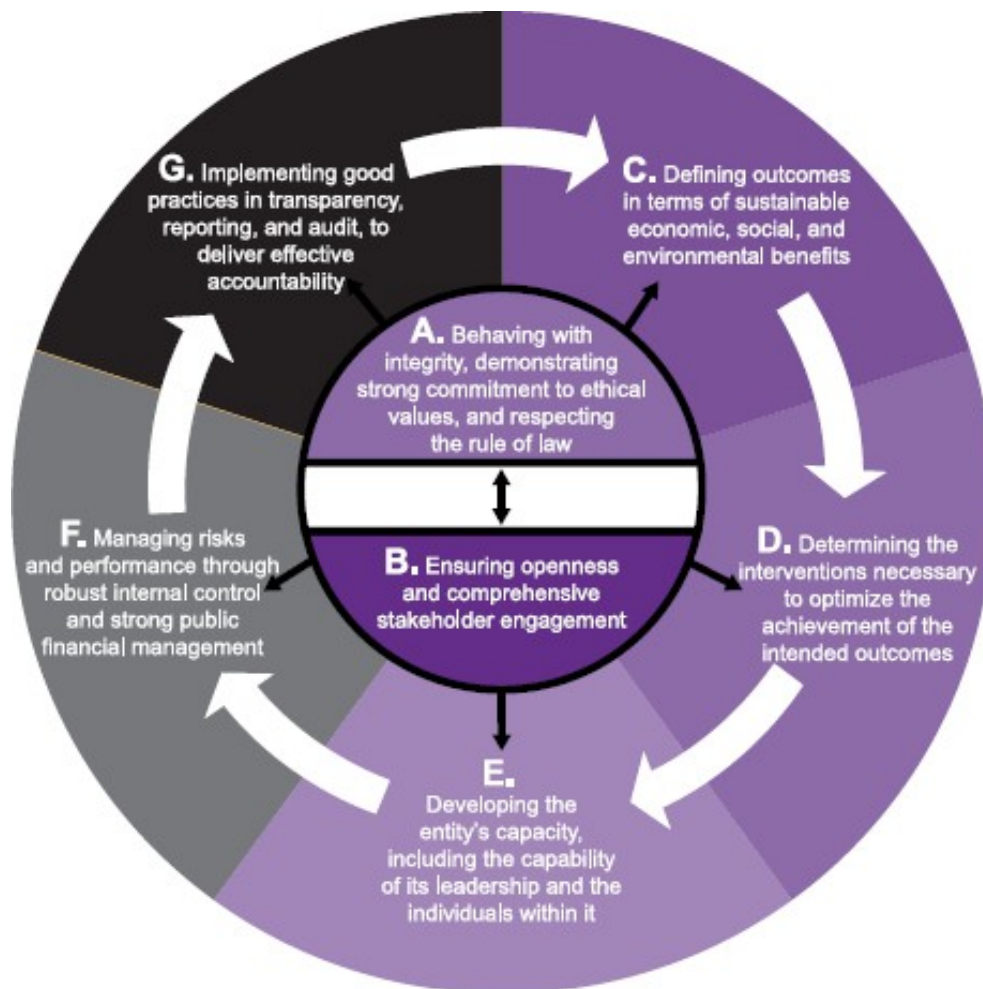 G. Implementing good
practices in transparency,
reporting, and audit, to
deliver effective
accountability
C. Defining outcomes
in terms of sustainable
economic, social, and
environmental benefits
A. Behaving with
integrity, demonstrating
strong commitment to ethical
values, and respecting
the rule of law
B. Ensuring openness
and comprehensive
stakeholder engagement
F. Managing risks
and performance through
robust internal control
and strong public
financial management
D. Determining the
interventions necessary
to optimize the
achievement of the
intended outcomes
E.
Developing the
entity's capacity,
including the capability
of its leadership and the
individuals within it